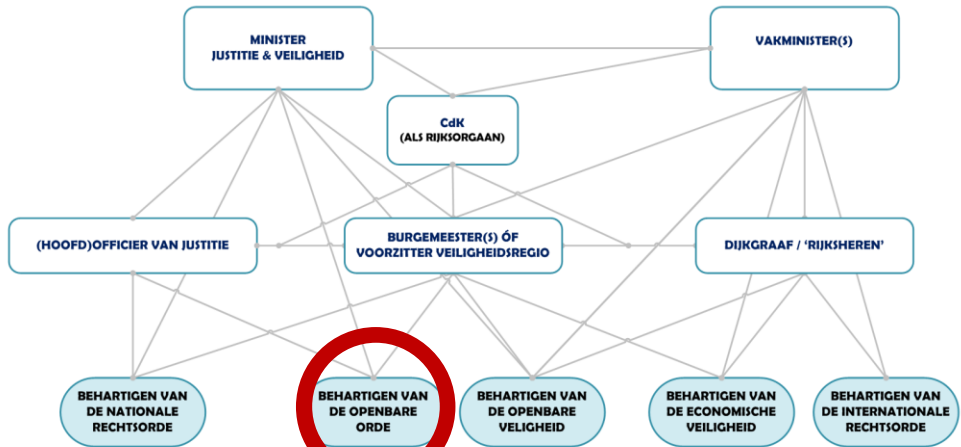 MINISTER
JUSTITIE & VEILIGHEID
VAKMINISTER(S)
CdK
(ALS RIJKSORGAAN)
(HOOFD)OFFICIER VAN JUSTITIE
BURGEMEESTER(S) ÓF
VOORZITTER VEILIGHEIDSREGIO
DIJKGRAAF / ‘RIJKSHEREN’
BEHARTIGEN VAN
DE NATIONALE
RECHTSORDE
BEHARTIGEN VAN
DE OPENBARE
ORDE
BEHARTIGEN VAN
DE OPENBARE
VELIGHEID
BEHARTIGEN VAN
DE ECONOMISCHE
VEILIGHEID
BEHARTIGEN VAN
DE INTERNATIONALE
RECHTSORDE